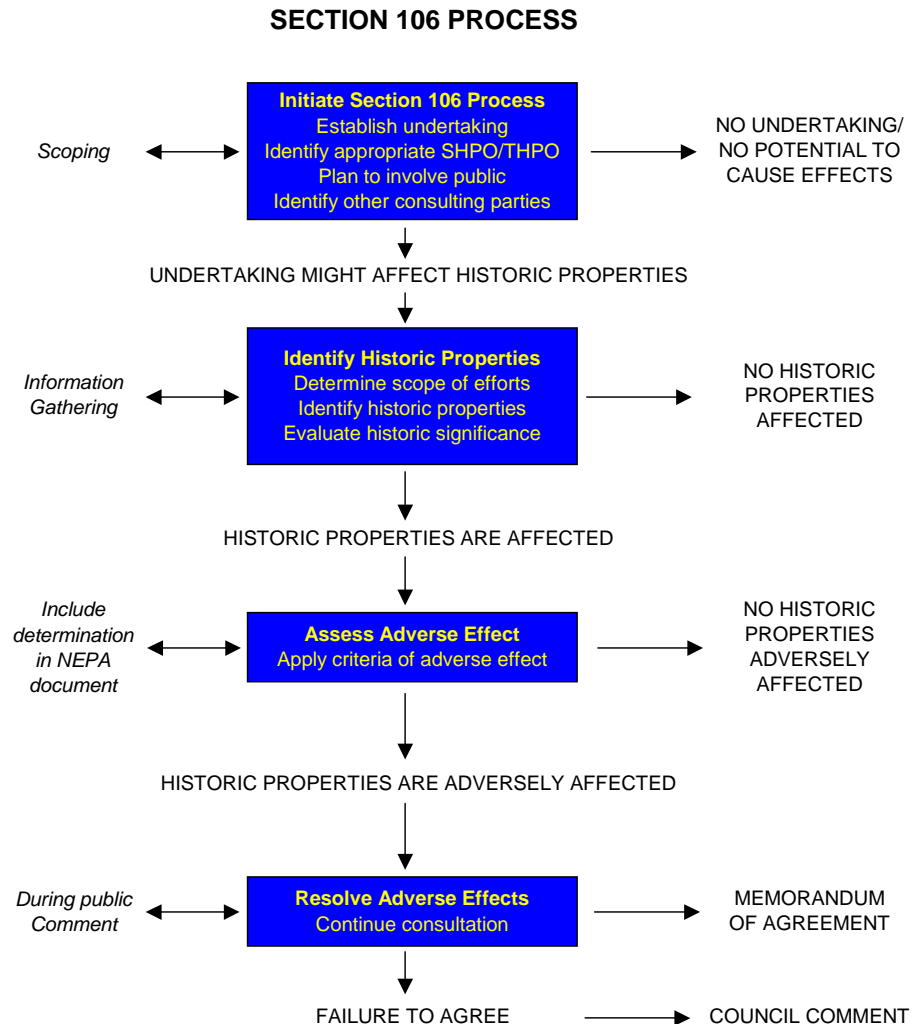 SECTION 106 PROCESS
Initiate Section 106 Process
Establish undertaking
Identify appropriate SHPO/THPO
Plan to involve public
Identify other consulting parties
Scoping
NO UNDERTAKING/
NO POTENTIAL TO
CAUSE EFFECTS
UNDERTAKING MIGHT AFFECT HISTORIC PROPERTIES
Identify Historic Properties
Determine scope of efforts
Identify historic properties
Evaluate historic significance
Information
Gathering
NO HISTORIC
PROPERTIES
AFFECTED
HISTORIC PROPERTIES ARE AFFECTED
Include
determination
in NEPA
document
Assess Adverse Effect
Apply criteria of adverse effect
NO HISTORIC
PROPERTIES
ADVERSELY
AFFECTED
HISTORIC PROPERTIES ARE ADVERSELY AFFECTED
During public
Comment
Resolve Adverse Effects
Continue consultation
MEMORANDUM
OF AGREEMENT
FAILURE TO AGREE
COUNCIL COMMENT